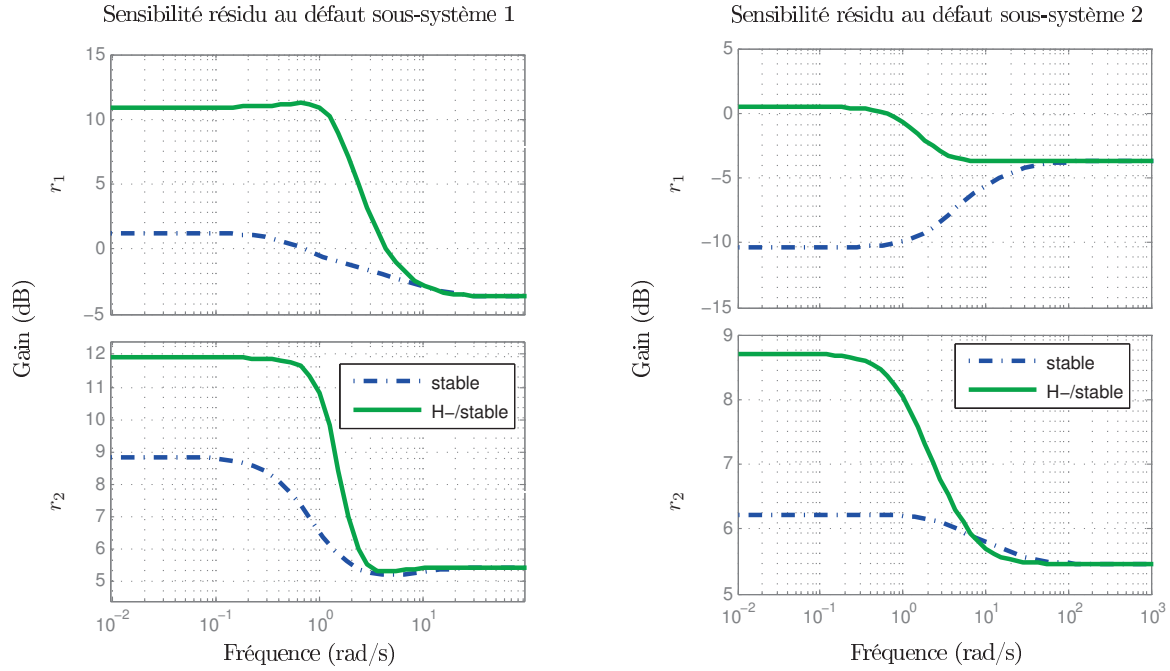 Sensibilité résidu au défaut sous-système 1
15
10
5
0
−5
r1
12
11
10
9
8
7
6
5
r2
stable
H−/stable
10−2
10−1
100
101
Gain (dB)
Fréquence (rad/s)
Sensibilité résidu au défaut sous-système 2
5
0
−5
−10
−15
r1
9
8
7
6
5
r2
stable
H−/stable
10−2
10−1
100
101
102
103
Gain (dB)
Fréquence (rad/s)